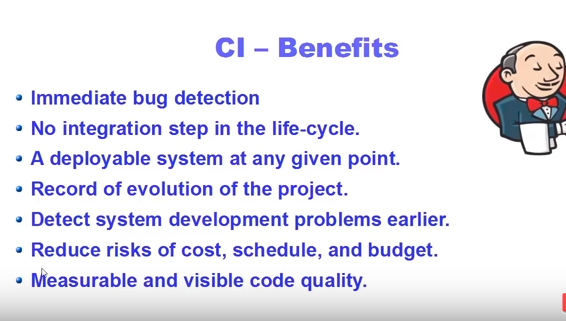 CI – Benefits
Immediate bug detection
No integration step in the life-cycle.
A deployable system at any given point.
Record of evolution of the project.
Detect system development problems earlier.
Reduce risks of cost, schedule, and budget.
Measurable and visible code quality.